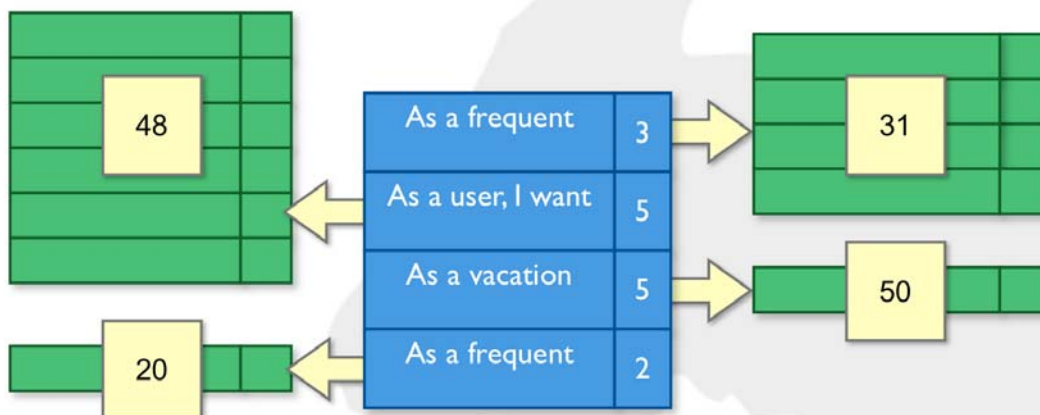 48
As a frequent 3
31
As a user, I want 5
As a vacation 5
50
As a frequent 2
20